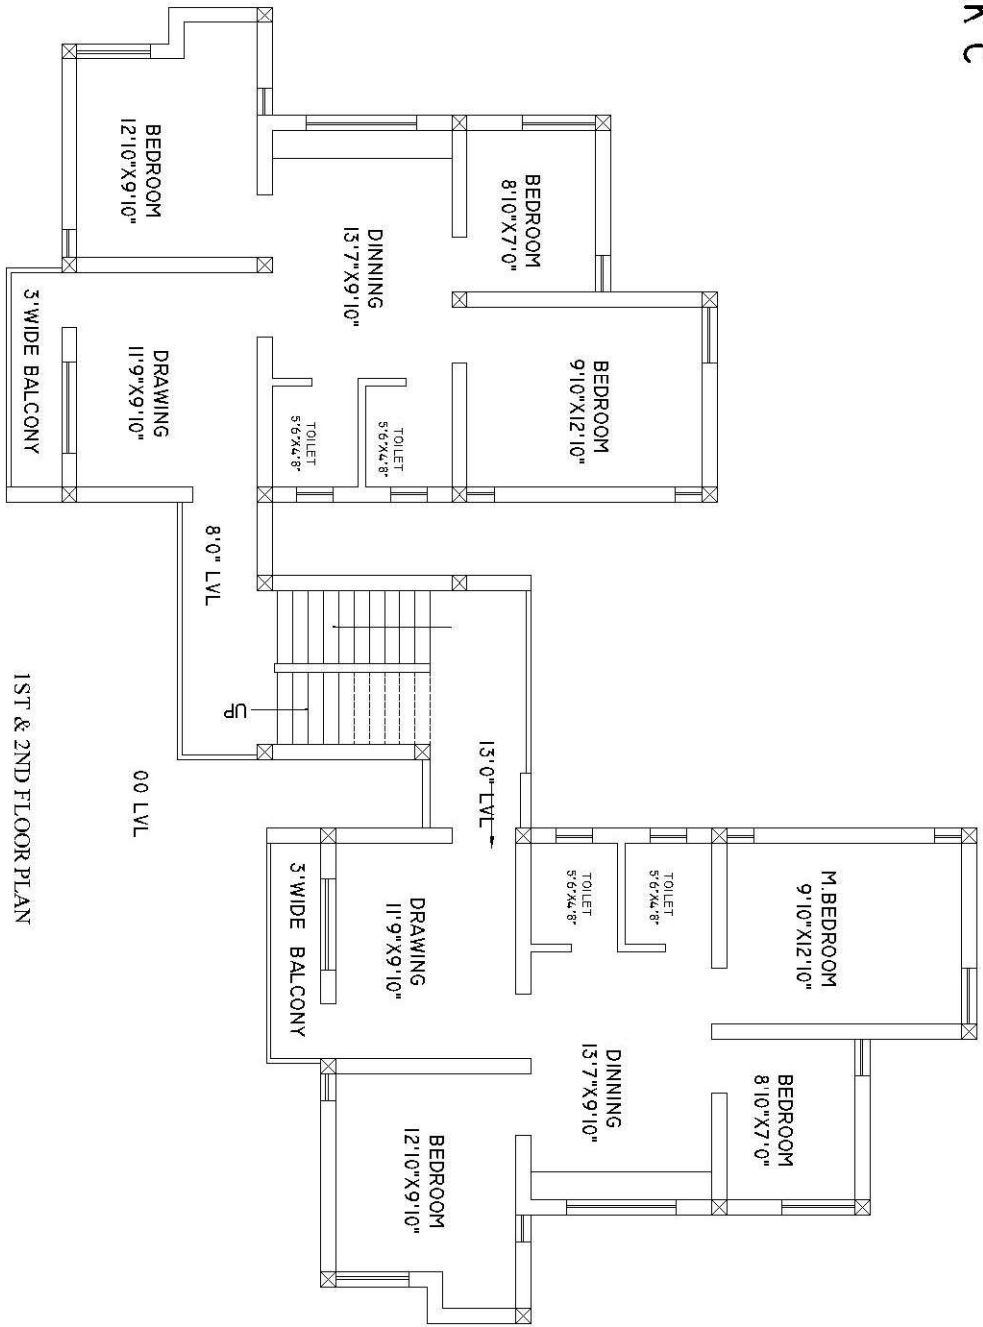 BEDROOM
12'10"X9'10"
DINNING
13'7"X9'10"
BEDROOM
8'10"X7'0"
BEDROOM
9'10"X12'10"
3'WIDE BALCONY
DRAWING
11'9"X9'10"
TOILET
5'6"X4'8"
TOILET
5'6"X4'8"
8'0" LVL
UP
13'0" LVL
00 LVL
1ST & 2ND FLOOR PLAN
3'WIDE BALCONY
DRAWING
11'9"X9'10"
TOILET
5'6"X4'8"
TOILET
5'6"X4'8"
M.BEDROOM
9'10"X12'10"
DINNING
13'7"X9'10"
BEDROOM
8'10"X7'0"
BEDROOM
12'10"X9'10"